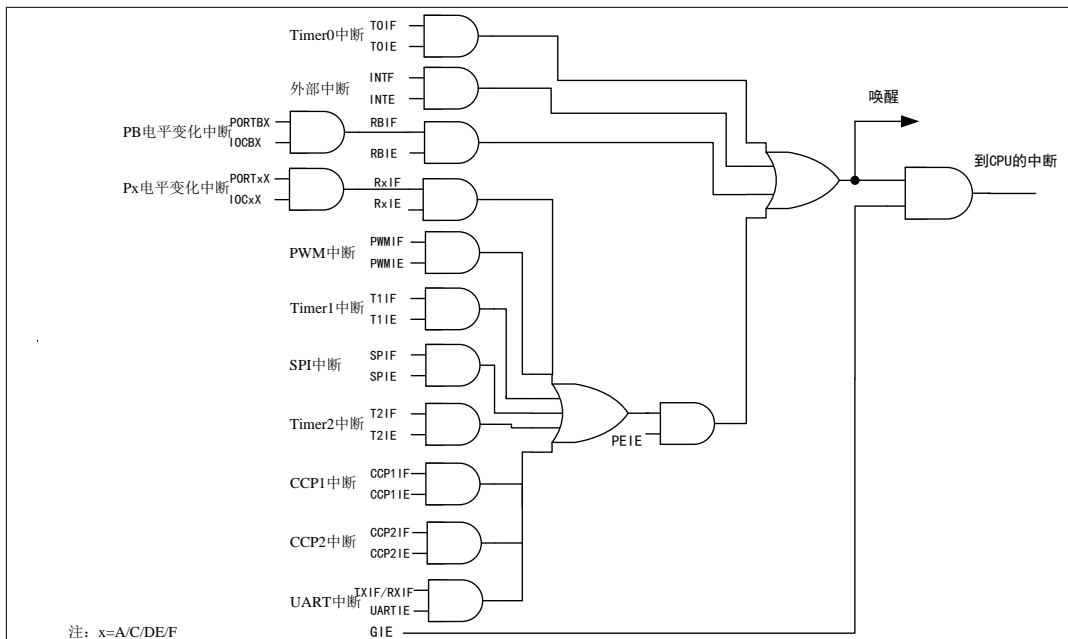 Timer0中断
T0IF
T0IE
外部中断
INTF
INTE
唤醒
PB电平变化中断
PORTBX
IOCBX
RBIF
RBIE
到CPU的中断
Px电平变化中断
PORTxX
IOCxX
RxIF
RxIE
PWM中断
PWMIF
PWMIE
Timer1中断
T1IF
T1IE
SPI中断
SPIF
SPIE
Timer2中断
T2IF
T2IE
PEIE
CCP1中断
CCP1IF
CCP1IE
CCP2中断
CCP2IF
CCP2IE
UART中断
TXIF/RXIF
UARTIE
注：x=A/C/DE/F
GIE